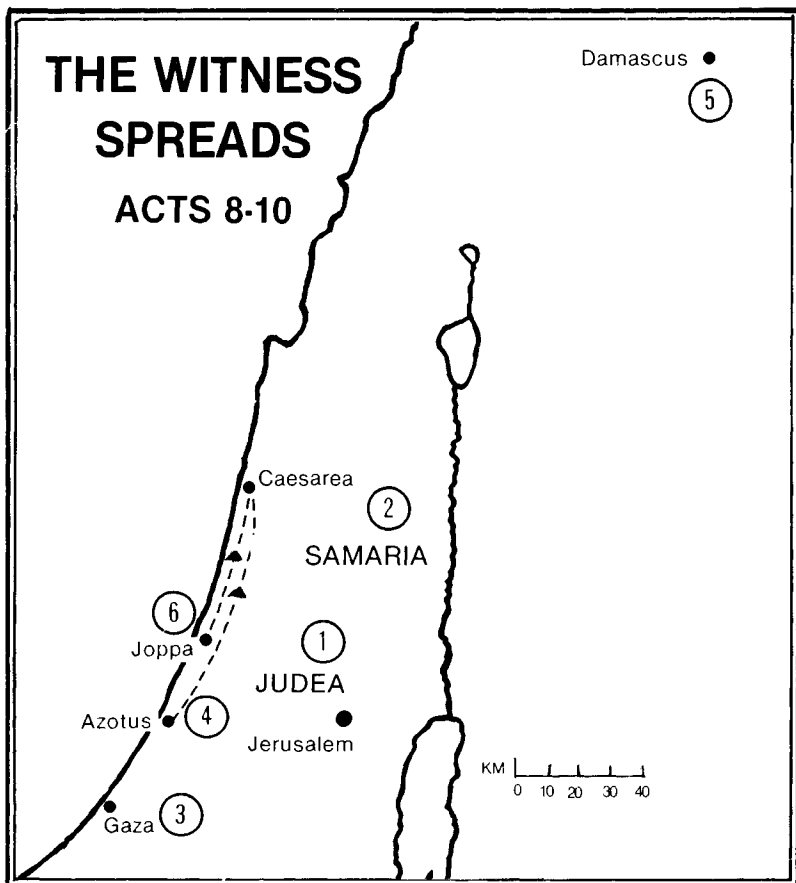 THE WITNESS
SPREADS
ACTS 8-10
Damascus
5
Caesarea
2
SAMARIA
6
Joppa
1
JUDEA
Azotus
4
Jerusalem
KM
0 10 20 30 40
Gaza
3